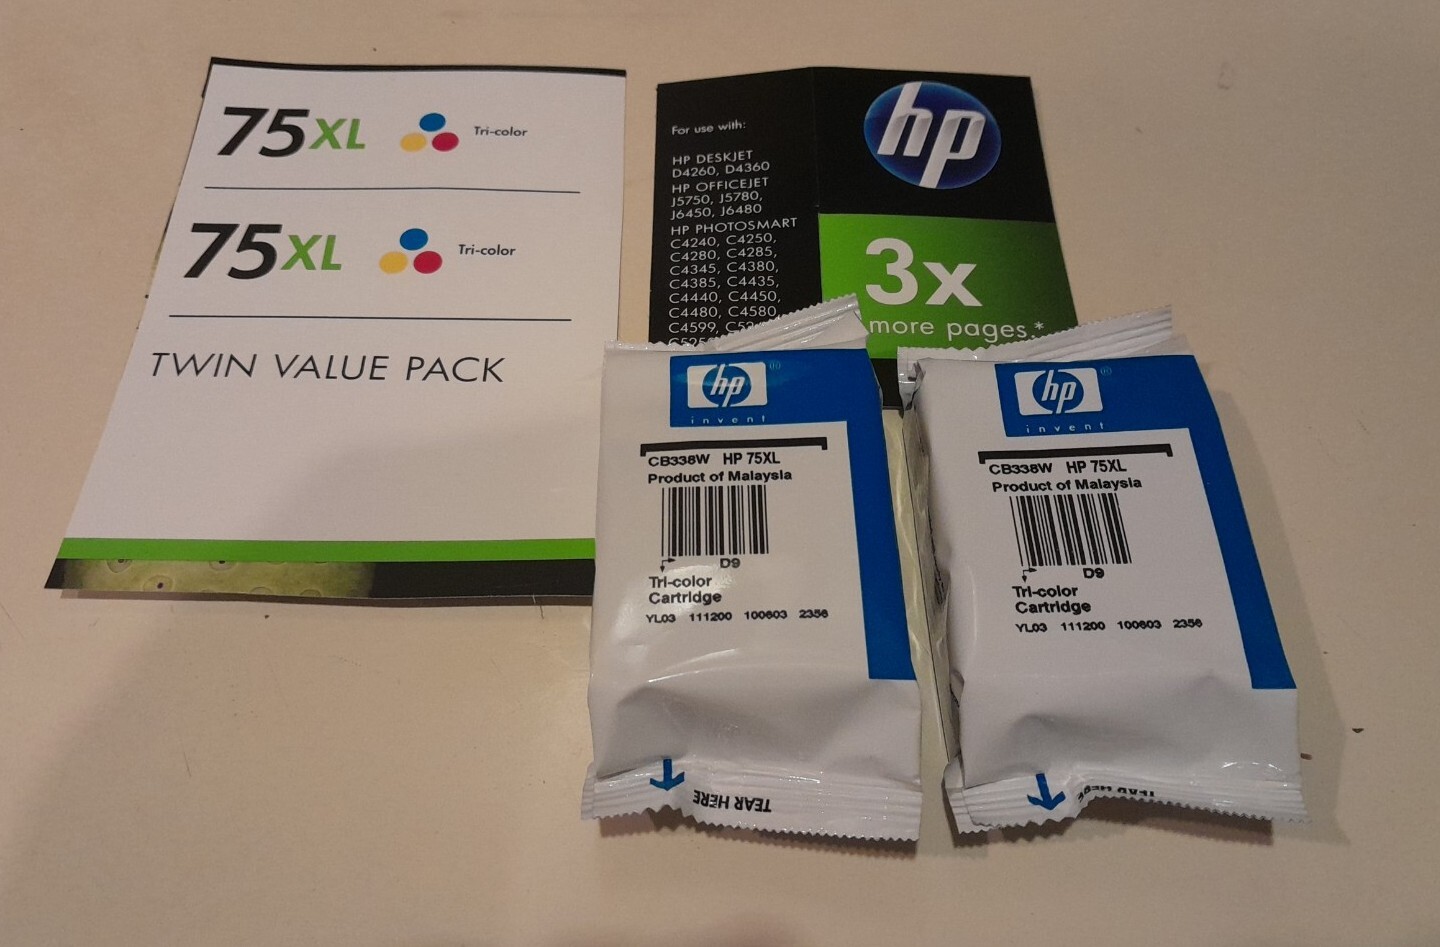 75XL Tri-color
75XL Tri-color
TWIN VALUE PACK
For use with:
HP DESKJET
D4260, D4360
HP OFFICEJET
J5750, J5780,
J6450, J6480
HP PHOTOSMART
C4240, C4250,
C4280, C4285,
C4345, C4380,
C4385, C4435,
C4440, C4450,
C4480, C4580,
C4599,
hp
3x
more pages.*
hp ®
invent
CB338W HP 75XL
Product of Malaysia
D9
Tri-color
Cartridge
YL03 111200 100603 2356
TEAR HERE
hp ®
invent
CB338W HP 75XL
Product of Malaysia
D9
Tri-color
Cartridge
YL03 111200 100603 2356
TEAR HERE